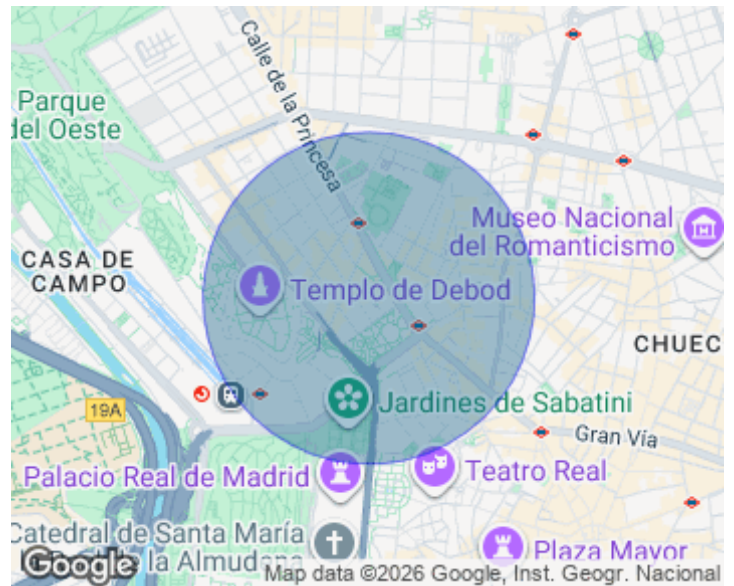 Calle de la Princesa
Parque
del Oeste
Museo Nacional
del Romanticismo
CASA DE
CAMPO
Templo de Debod
CHUEC
19A
Jardines de Sabatini
Gran Vía
Palacio Real de Madrid
Teatro Real
Catedral de Santa María
la Almudena
Plaza Mayor
Google
Map data ©2026 Google, Inst. Geogr. Nacional